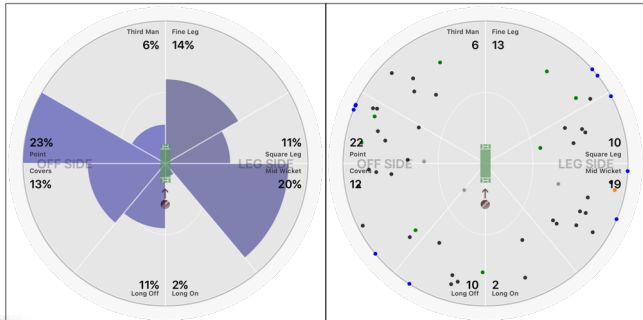 Third Man
6%
Fine Leg
14%
23%
Point
OFF SIDE
Covers
13%
11%
Square Leg
LEG SIDE
Mid Wicket
20%
11%
Long Off
2%
Long On
Third Man
6
Fine Leg
13
22
Point
OFF SIDE
Covers
12
10
Square Leg
LEG SIDE
Mid Wicket
19
10
Long Off
2
Long On